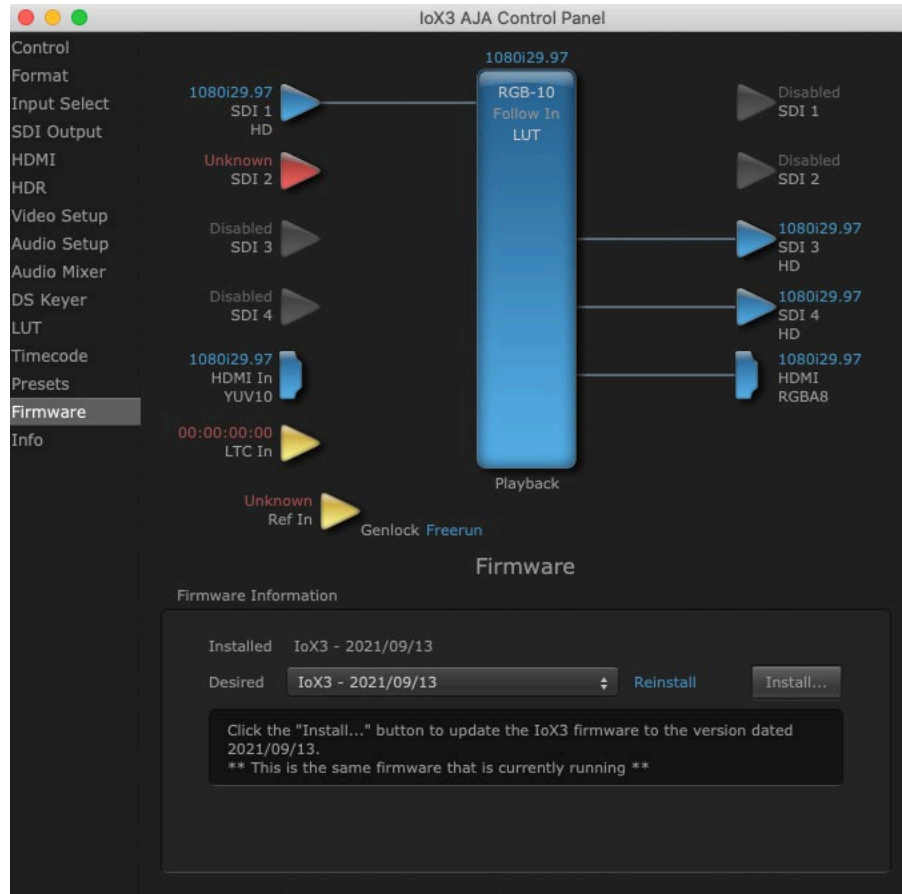 IoX3 AJA Control Panel
Control
Format
Input Select
SDI Output
HDMI
HDR
Video Setup
Audio Setup
Audio Mixer
DS Keyer
LUT
Timecode
Presets
Firmware
Info
1080i29.97
SDI 1
HD
Unknown
SDI 2
Disabled
SDI 3
Disabled
SDI 4
1080i29.97
HDMI In
YUV10
00:00:00:00
LTC In
Unknown
Ref In
Genlock Freerun
1080i29.97
RGB-10
Follow In
LUT
Playback
Disabled
SDI 1
Disabled
SDI 2
1080i29.97
SDI 3
HD
1080i29.97
SDI 4
HD
1080i29.97
HDMI
RGBA8
Firmware
Firmware Information
Installed IoX3 - 2021/09/13
Desired IoX3 - 2021/09/13 Reinstall Install...
Click the "Install..." button to update the IoX3 firmware to the version dated
2021/09/13.
** This is the same firmware that is currently running **